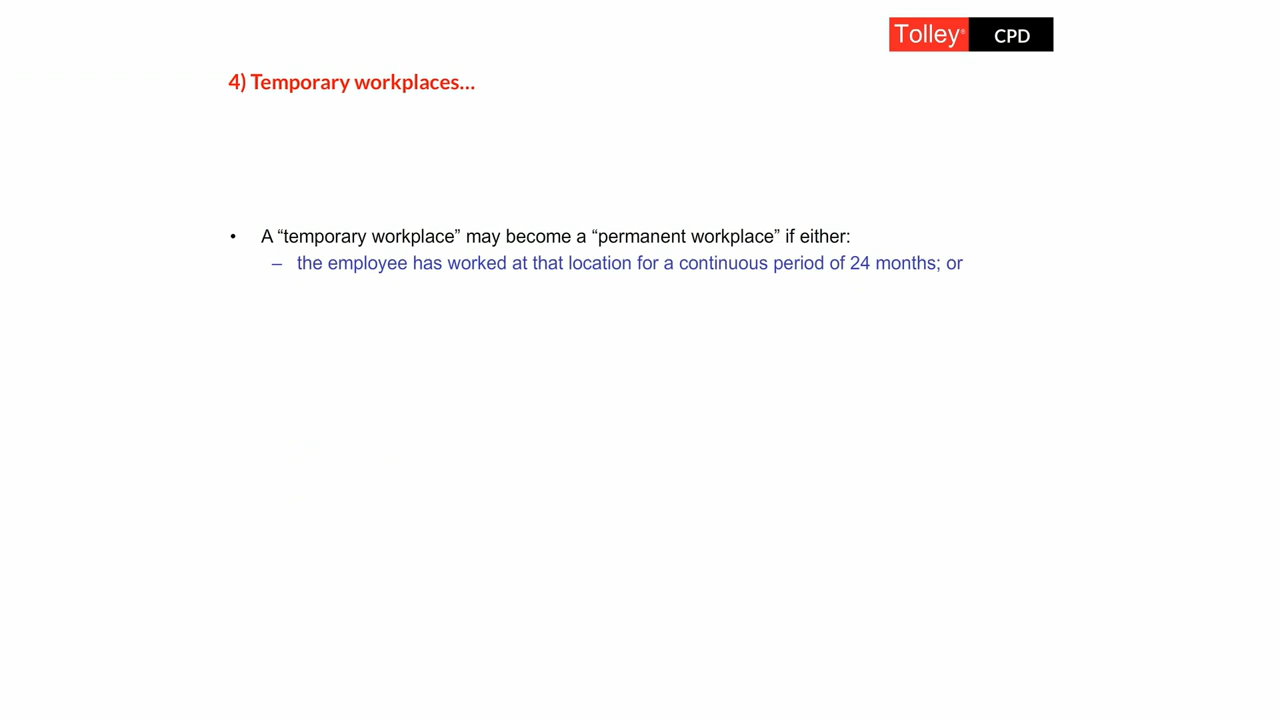 Tolley® CPD
4) Temporary workplaces...
• A “temporary workplace” may become a “permanent workplace” if either:
– the employee has worked at that location for a continuous period of 24 months; or